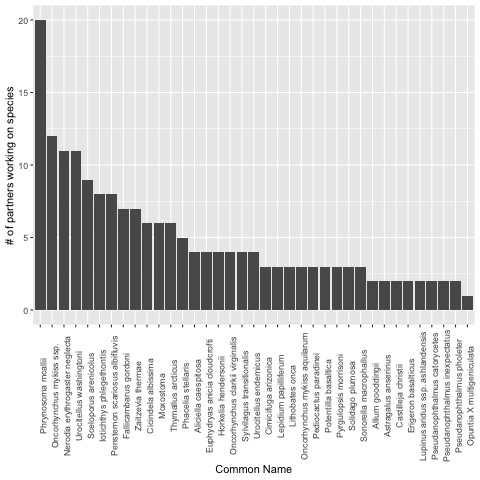 # of partners working on species
20
15
10
5
0
Phrynosoma mcallii
Oncorhynchus mykiss ssp.
Nerodia erythrogaster neglecta
Urocitellus washingtoni
Sceloporus arenicolus
Iotichthys phlegethontis
Penstemon scariosus albifluvis
Fallicambarus gordoni
Zaitzevia thermae
Cicindela albissima
Moxostoma
Thymallus arcticus
Phacelia stellaris
Aliciella caespitosa
Euphydryas anicia cloudcrofti
Horkelia hendersonii
Oncorhynchus clarkii virginalis
Sylvilagus transitionalis
Urocitellus endemicus
Cimicifuga arizonica
Lepidium papilliferum
Lithobates onca
Oncorhynchus mykiss aquilarum
Pediocactus paradinei
Potentilla basaltica
Pyrgulopsis morrisoni
Solidago plumosa
Sonorella macrophallus
Allium gooddingii
Astragalus anserinus
Castilleja christii
Erigeron basalticus
Lupinus aridus ssp. ashlandensis
Pseudanophthalmus caborycetes
Pseudanophthalmus inexpectatus
Pseudanophthalmus pholeter
Opuntia X multigeniculata
Common Name